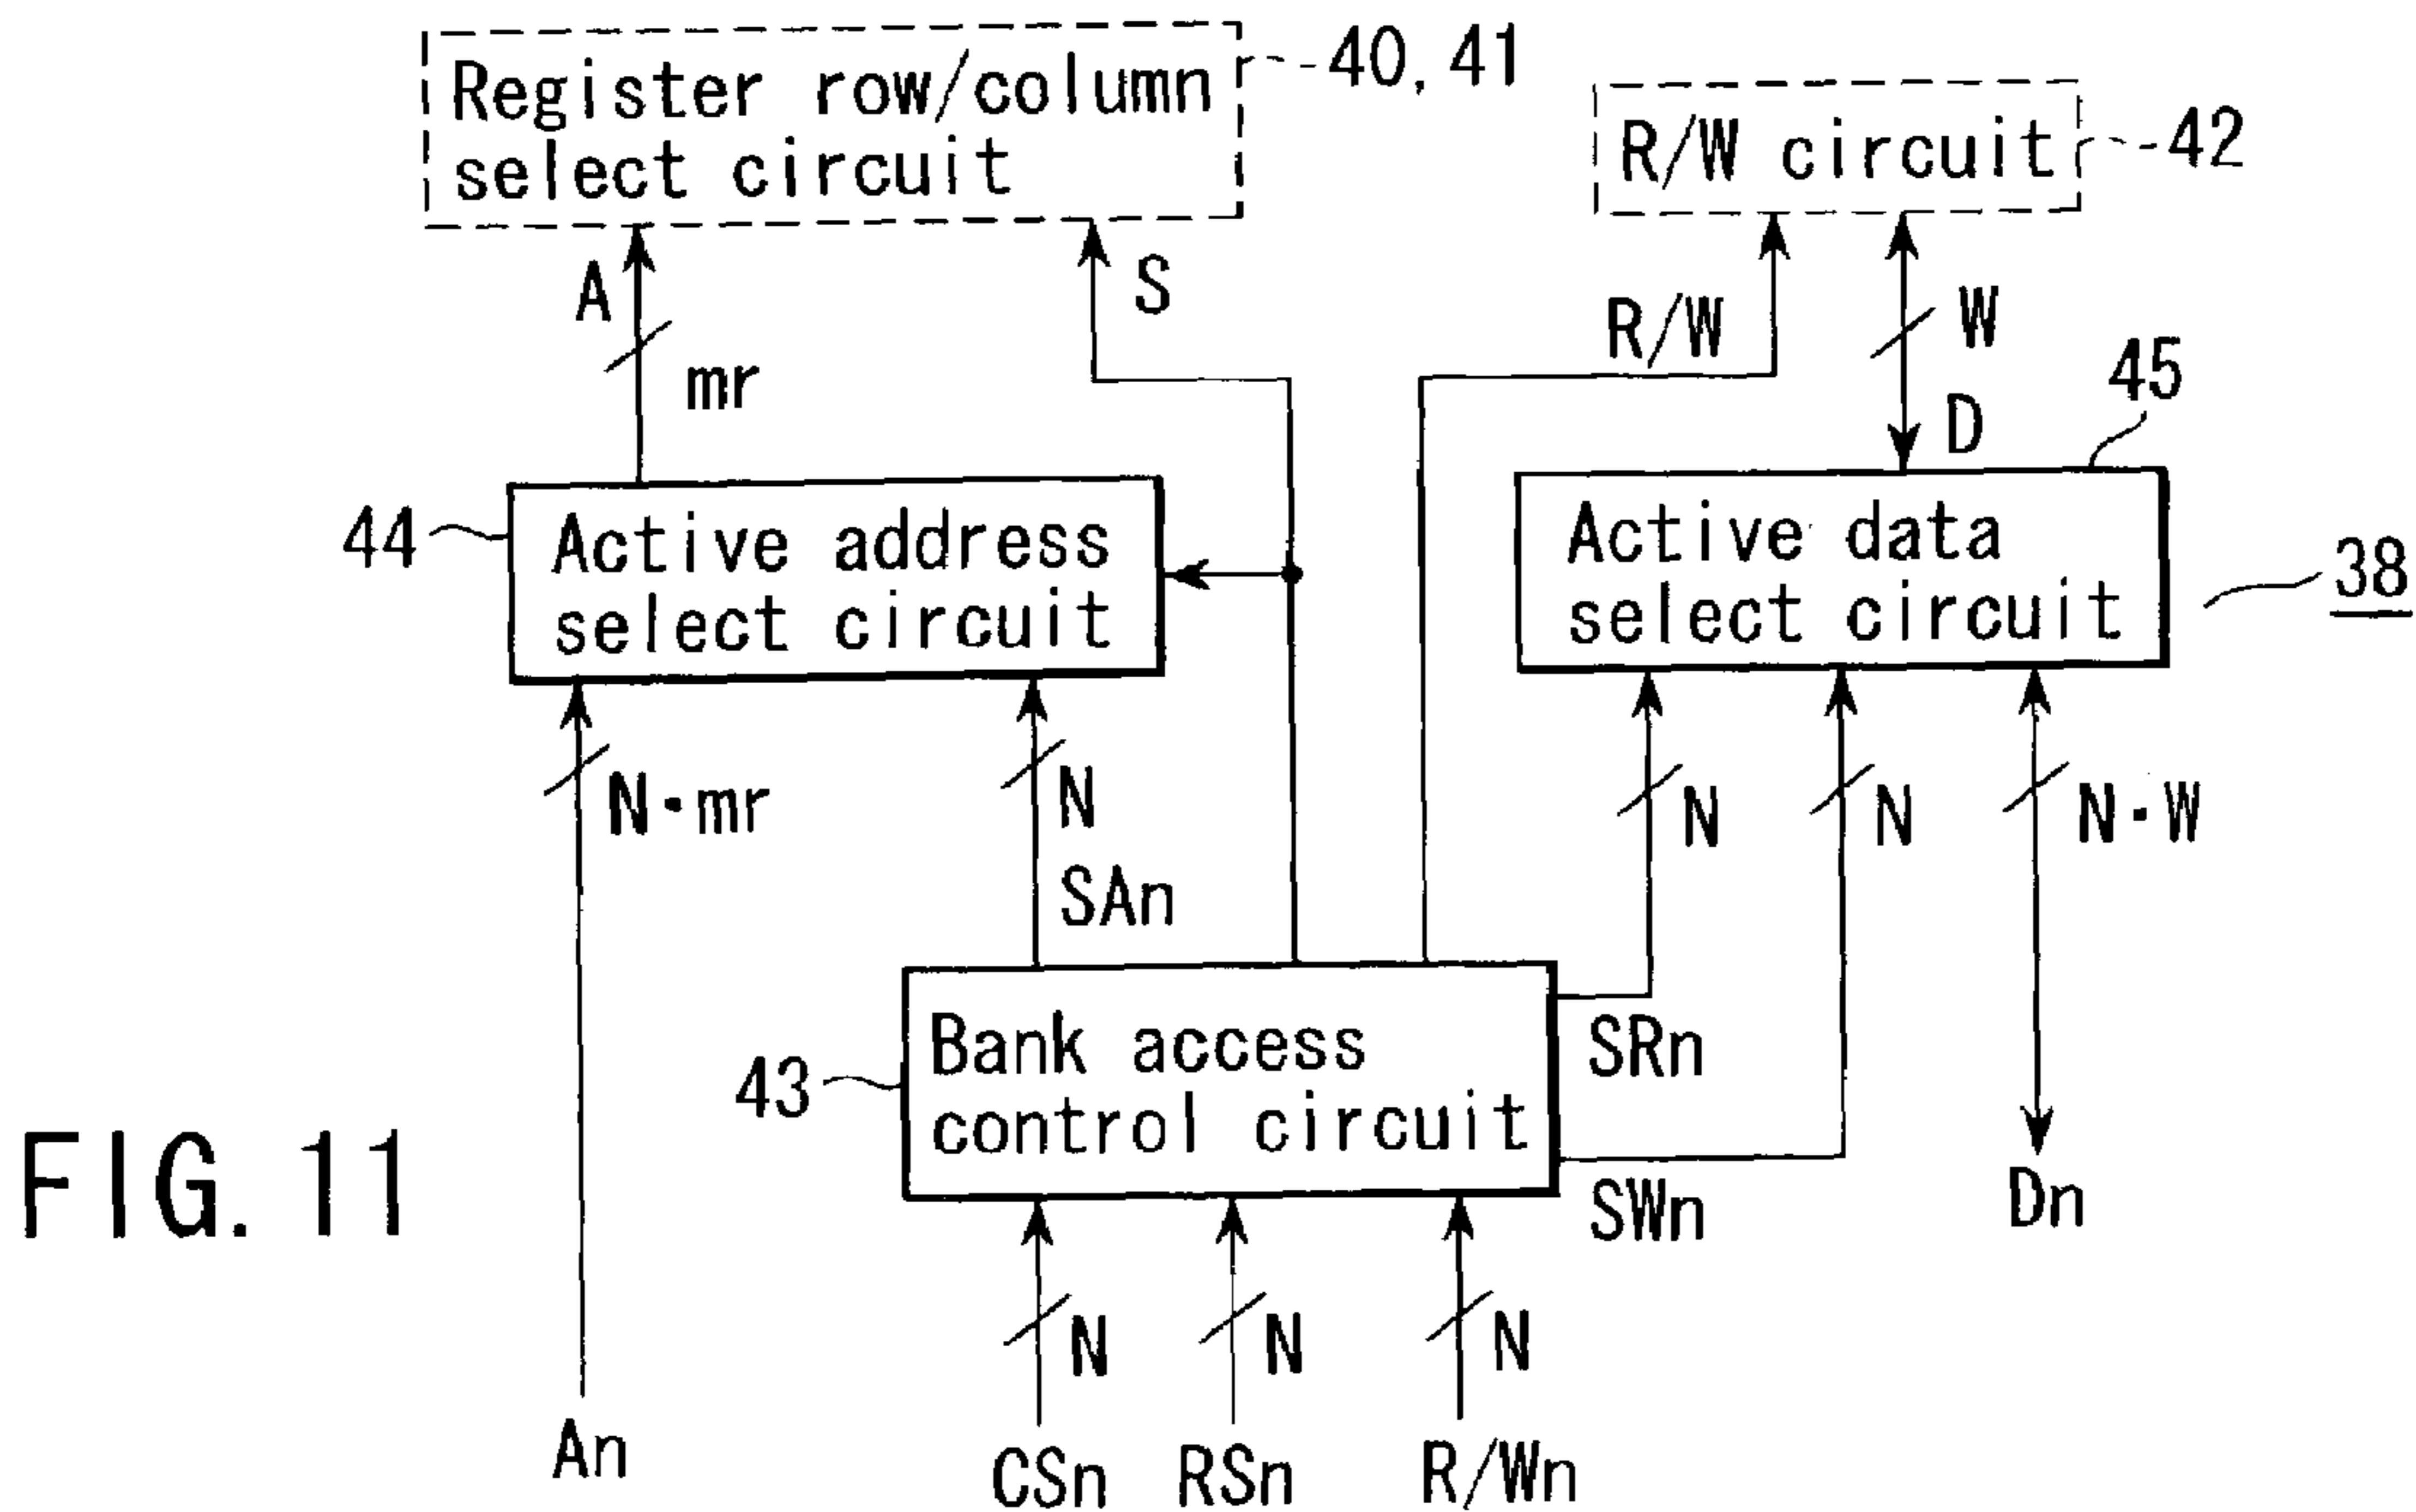 Register row/column
select circuit
40, 41
R/W circuit
42
A
mr
S
R/W
W
D
45
44
Active address
select circuit
Active data
select circuit
38
N·mr
N
SAn
N
N
N·W
43
Bank access
control circuit
SRn
SWn
Dn
FIG. 11
N
N
N
An
CSn
RSn
R/Wn